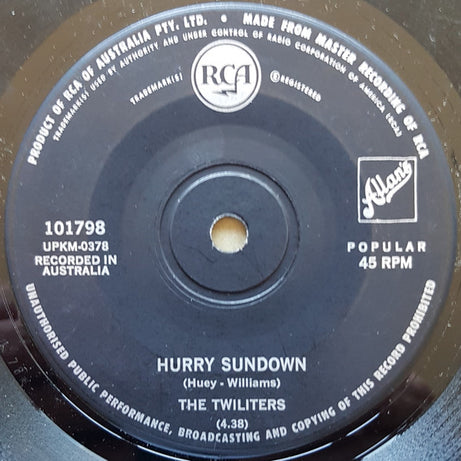 PRODUCT OF RCA OF AUSTRALIA PTY. LTD. • MADE FROM MASTER RECORDING OF RCA
TRADEMARK(S) USED BY AUTHORITY AND UNDER CONTROL OF RADIO CORPORATION OF AMERICA (RCA)
RCA
TRADEMARK(S) ® REGISTERED
Allans
101798
UPKM-0378
RECORDED IN
AUSTRALIA
POPULAR
45 RPM
HURRY SUNDOWN
(Huey - Williams)
THE TWILITERS
(4.38)
UNAUTHORISED PUBLIC PERFORMANCE, BROADCASTING AND COPYING OF THIS RECORD PROHIBITED